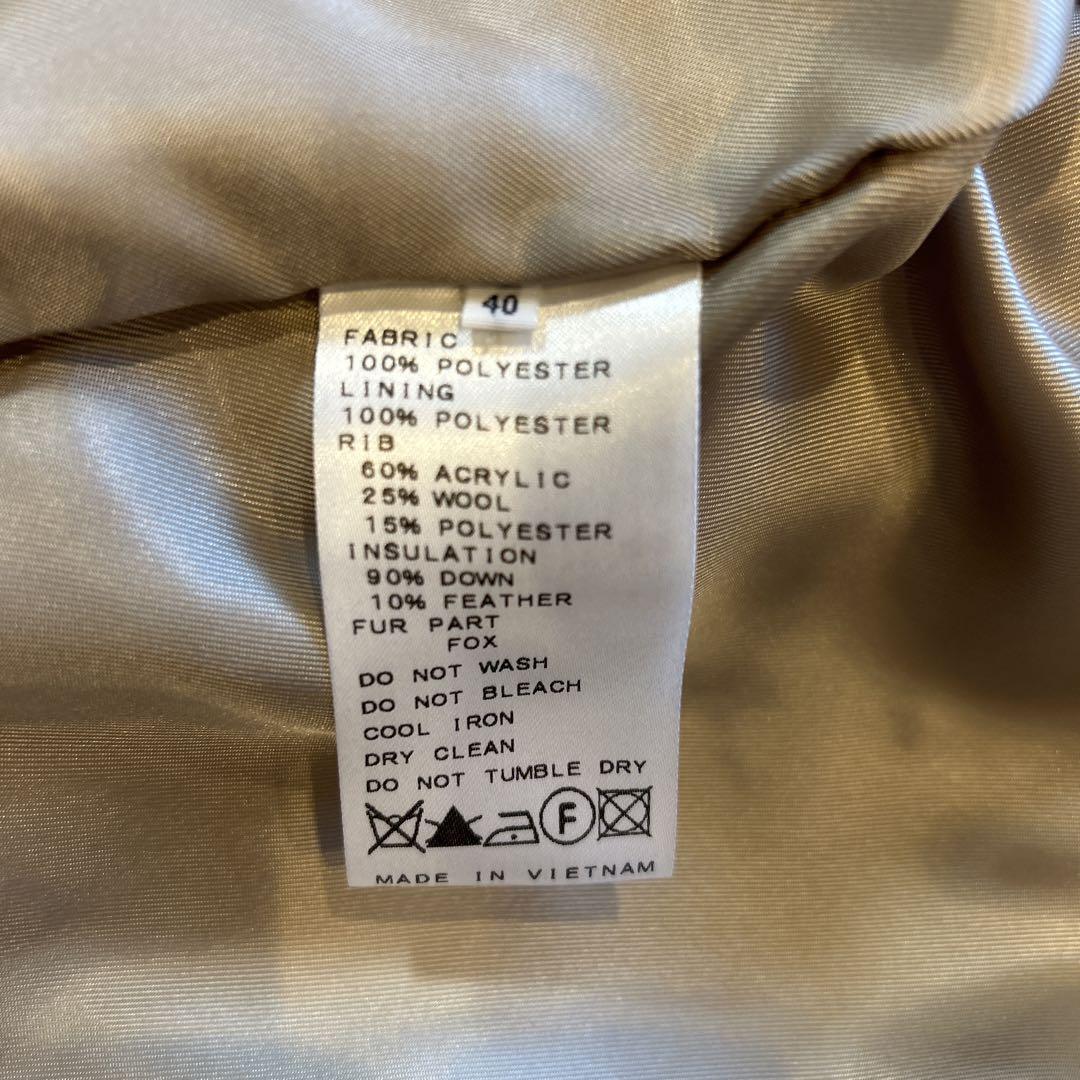 40
FABRIC
100% POLYESTER
LINING
100% POLYESTER
RIB
60% ACRYLIC
25% WOOL
15% POLYESTER
INSULATION
90% DOWN
10% FEATHER
FUR PART
FOX
DO NOT WASH
DO NOT BLEACH
COOL IRON
DRY CLEAN
DO NOT TUMBLE DRY
F
MADE IN VIETNAM